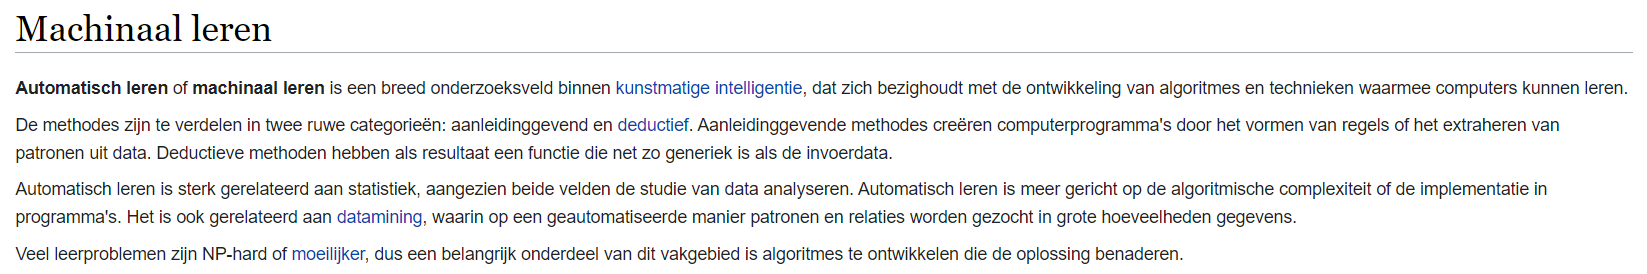 Machinaal leren
Automatisch leren of machinaal leren is een breed onderzoeksveld binnen kunstmatige intelligentie, dat zich bezighoudt met de ontwikkeling van algoritmes en technieken waarmee computers kunnen leren.
De methodes zijn te verdelen in twee ruwe categorieën: aanleidinggevend en deductief. Aanleidinggevende methodes creëren computerprogramma's door het vormen van regels of het extraheren van
patronen uit data. Deductieve methoden hebben als resultaat een functie die net zo generiek is als de invoerdata.
Automatisch leren is sterk gerelateerd aan statistiek, aangezien beide velden de studie van data analyseren. Automatisch leren is meer gericht op de algoritmische complexiteit of de implementatie in
programma's. Het is ook gerelateerd aan datamining, waarin op een geautomatiseerde manier patronen en relaties worden gezocht in grote hoeveelheden gegevens.
Veel leerproblemen zijn NP-hard of moeilijker, dus een belangrijk onderdeel van dit vakgebied is algoritmes te ontwikkelen die de oplossing benaderen.